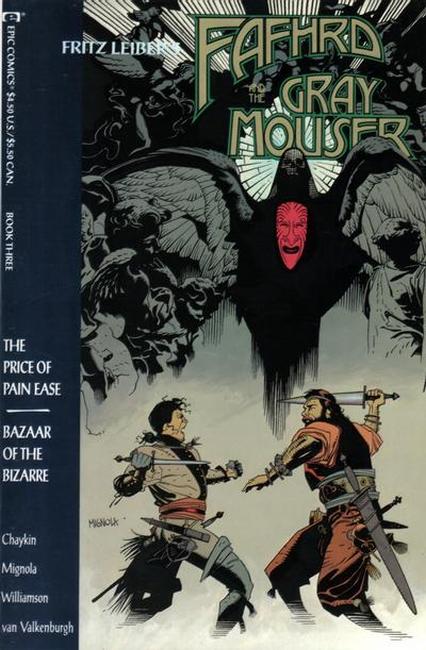 EPIC COMICS® $4.50 U.S./$5.50 CAN.
BOOK THREE
FRITZ LEIBER'S
FAFHRD
AND THE
GRAY
MOUSER
THE
PRICE OF
PAIN EASE
BAZAAR
OF THE
BIZARRE
Chaykin
Mignola
Williamson
van Valkenburgh
MIGNOLA